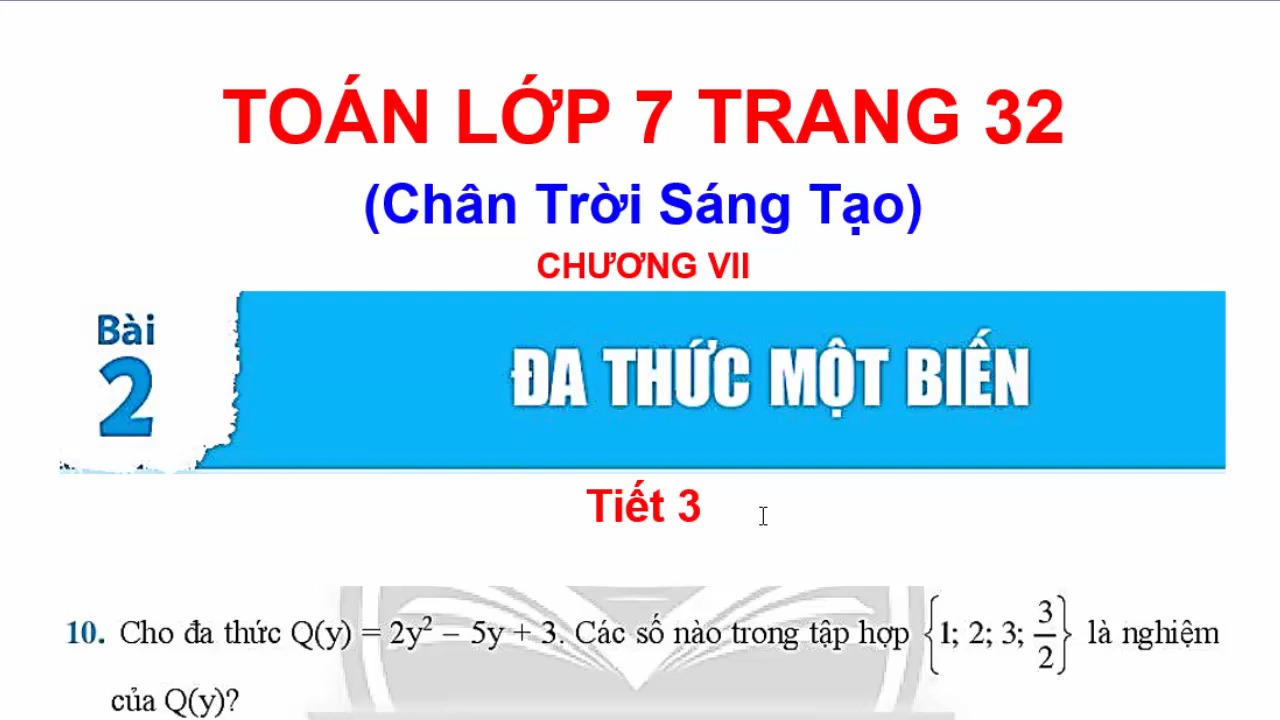 TOÁN LỚP 7 TRANG 32
(Chân Trời Sáng Tạo)
CHƯƠNG VII
Bài
2
ĐA THỨC MỘT BIẾN
Tiết 3
10. Cho đa thức Q(y) = 2y² – 5y + 3. Các số nào trong tập hợp {1; 2; 3; 3/2} là nghiệm
của Q(y)?